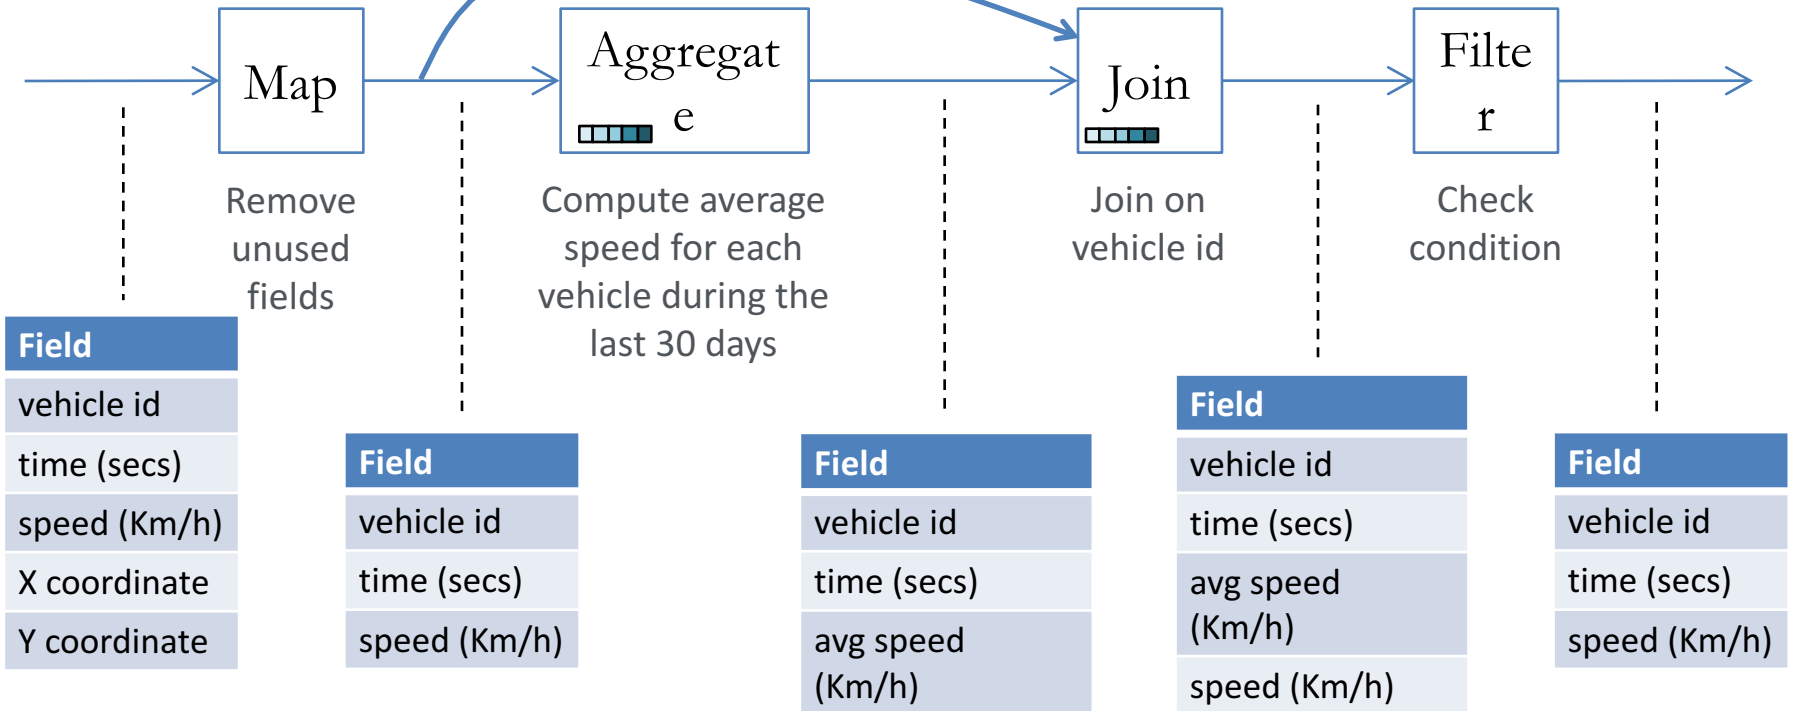 Map
Aggregat
e
Join
Filte
r
Remove
unused
fields
Compute average
speed for each
vehicle during the
last 30 days
Join on
vehicle id
Check
condition
Field
vehicle id
time (secs)
speed (Km/h)
X coordinate
Y coordinate
Field
vehicle id
time (secs)
speed (Km/h)
Field
vehicle id
time (secs)
avg speed
(Km/h)
Field
vehicle id
time (secs)
avg speed
(Km/h)
speed (Km/h)
Field
vehicle id
time (secs)
speed (Km/h)